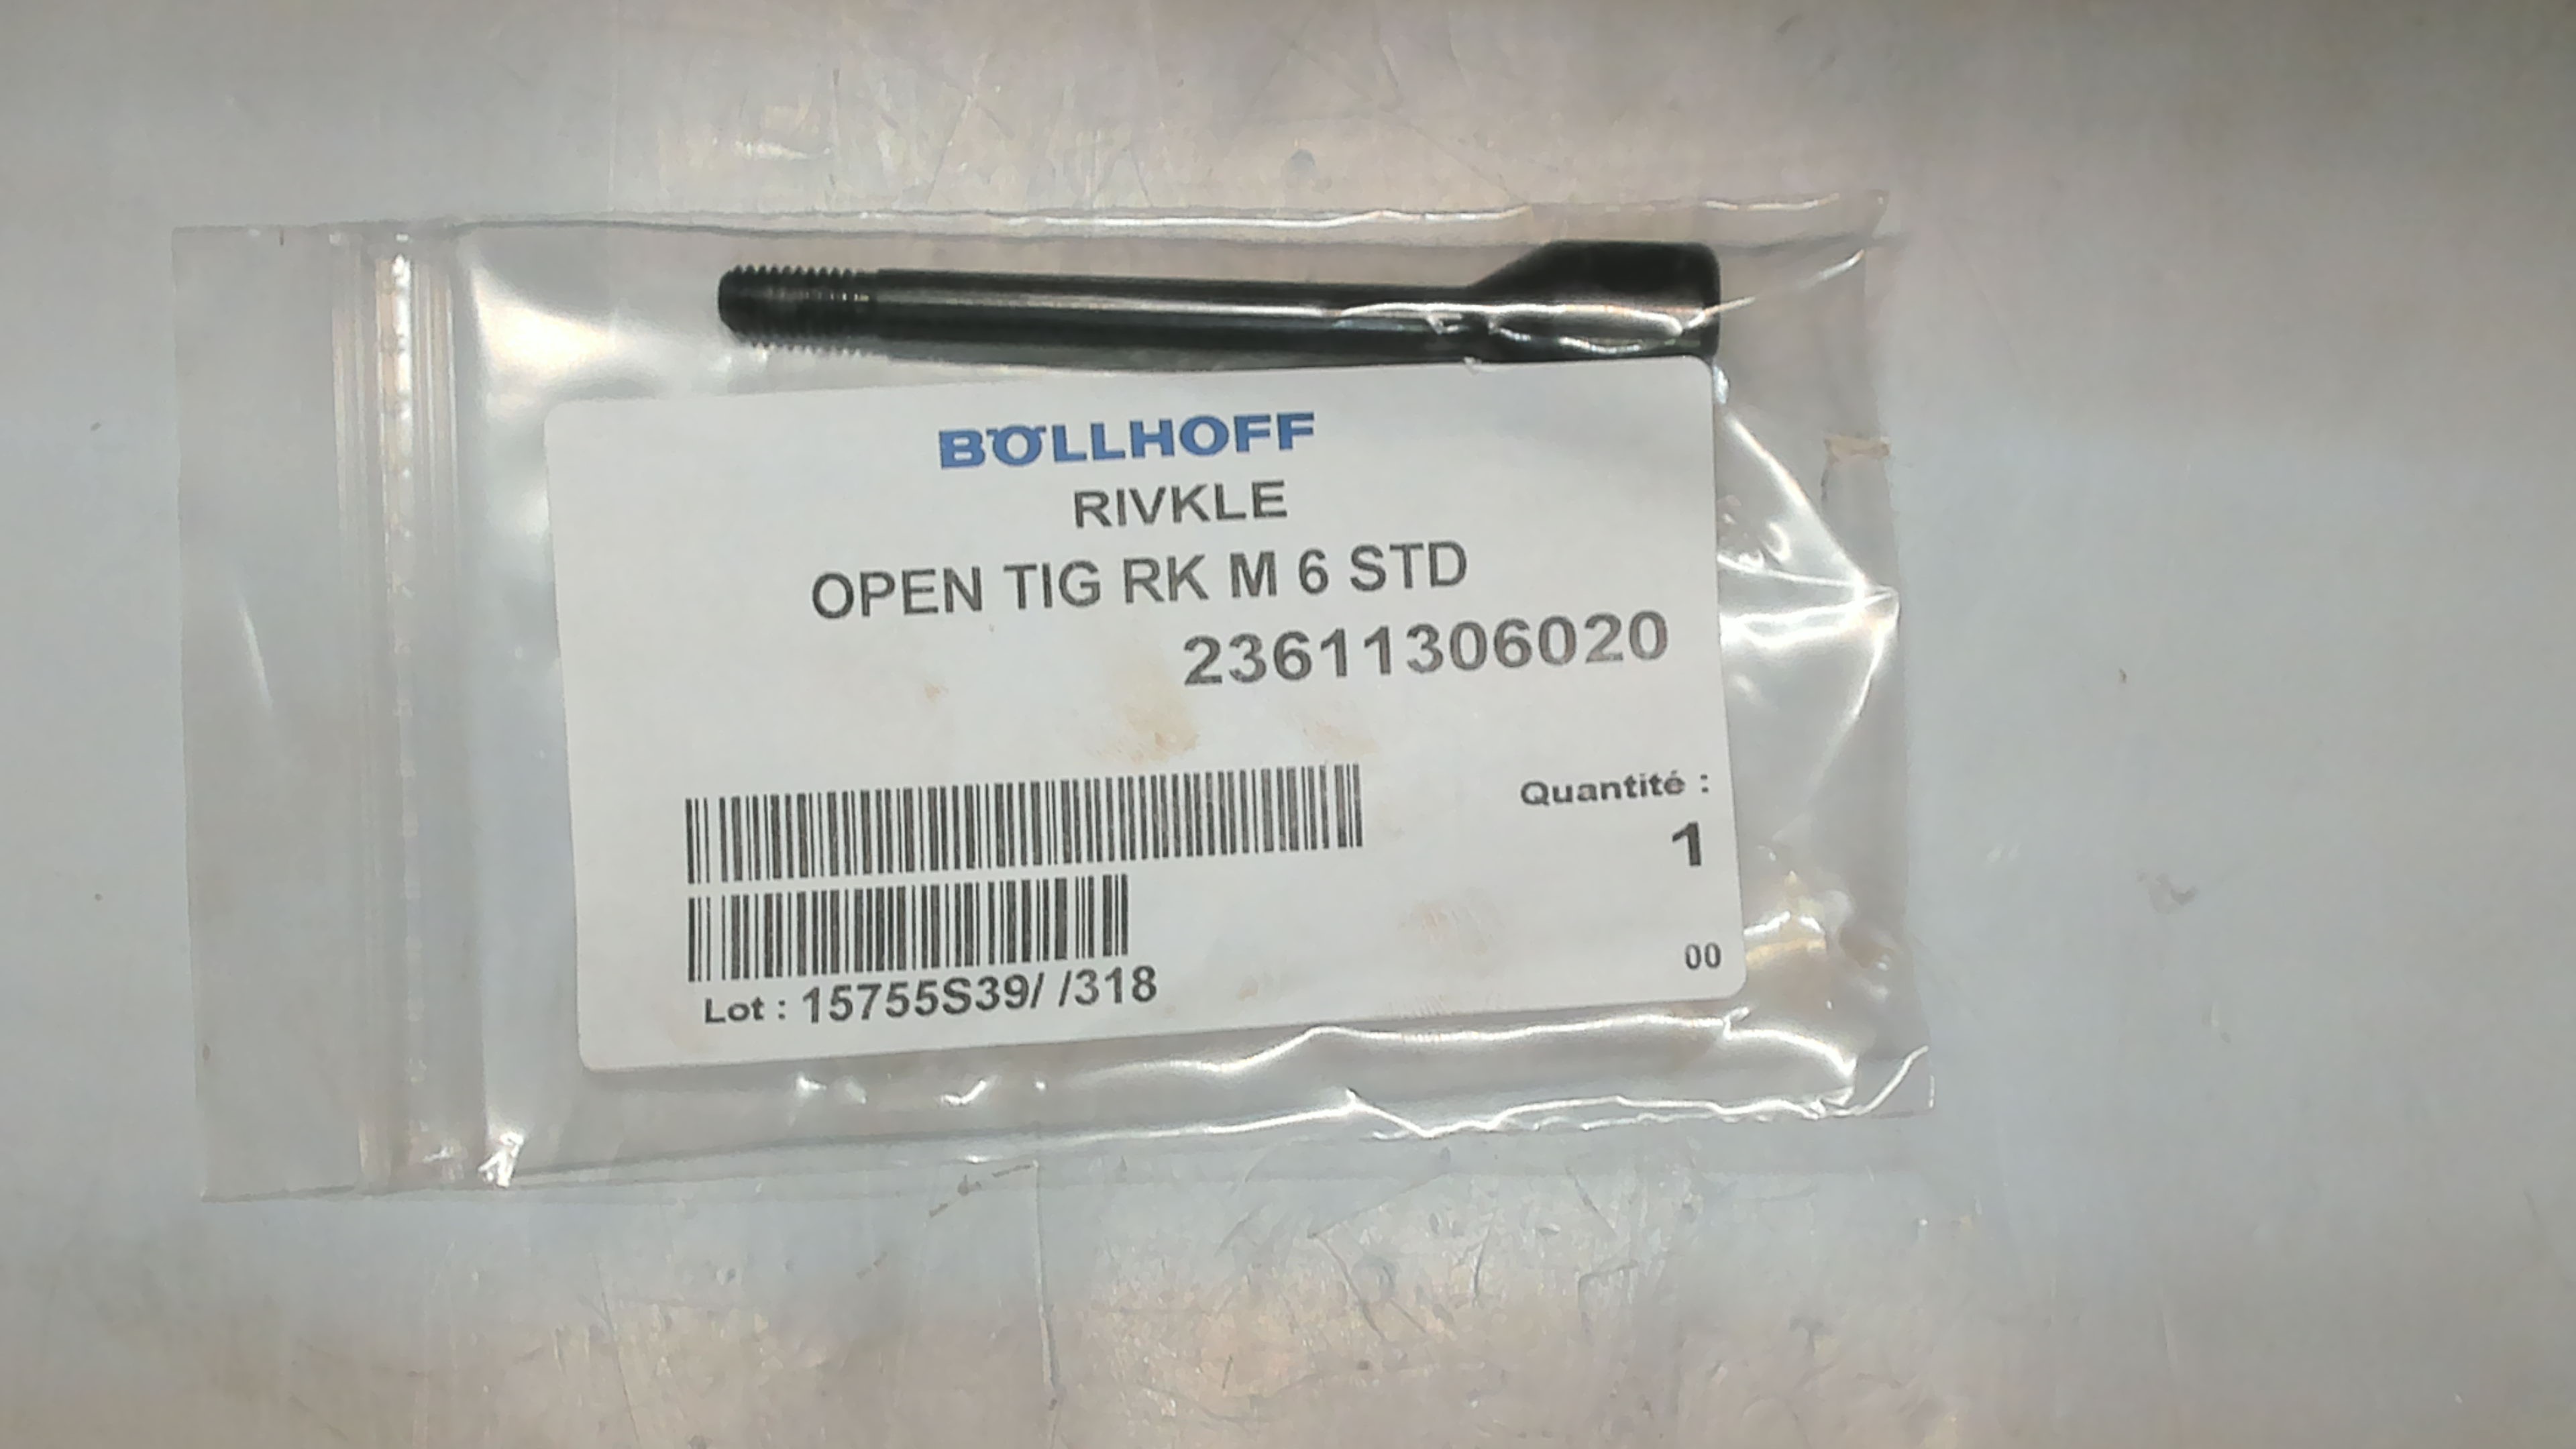 BÖLLHOFF
RIVKLE
OPEN TIG RK M 6 STD
23611306020
Quantité :
1
00
Lot : 15755S39/ /318